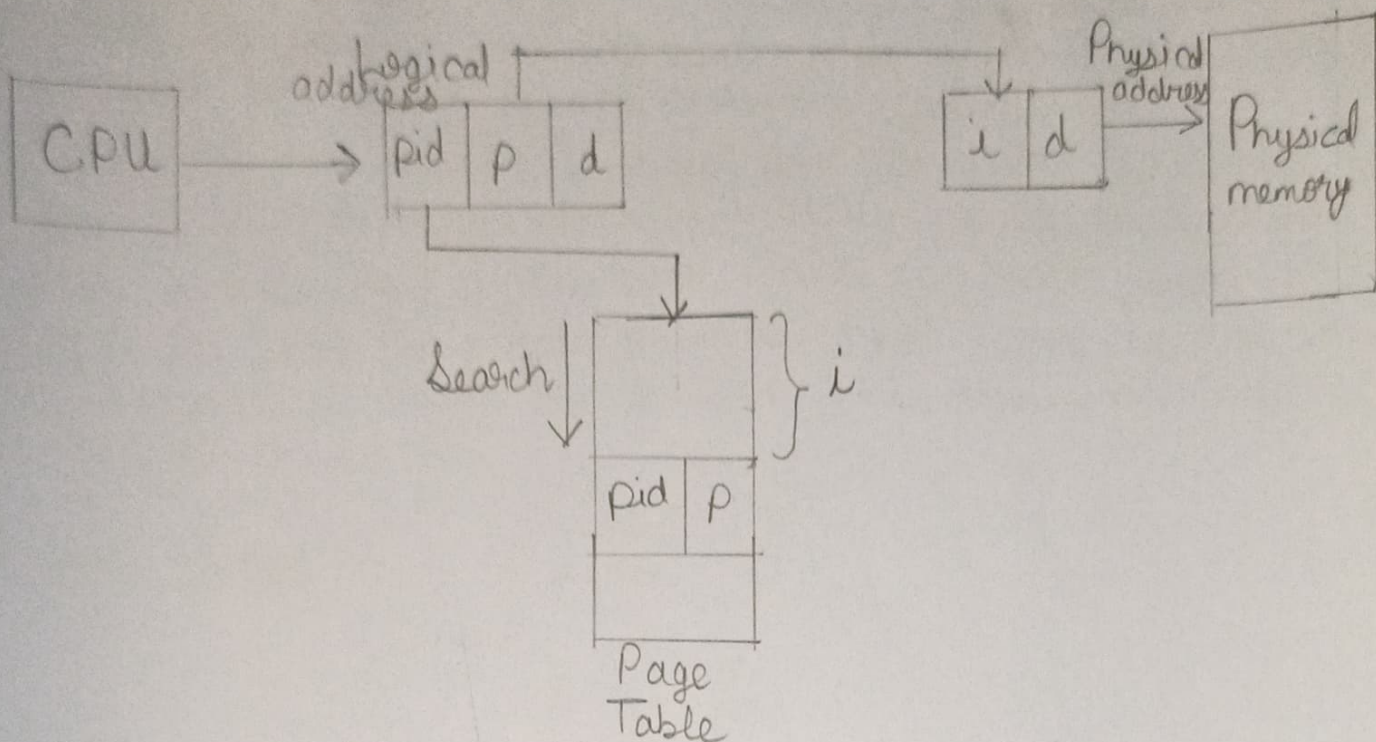 CPU
Logical
address
pid p d
i d
Physical
address
Physical
memory
Search
i
pid p
Page
Table